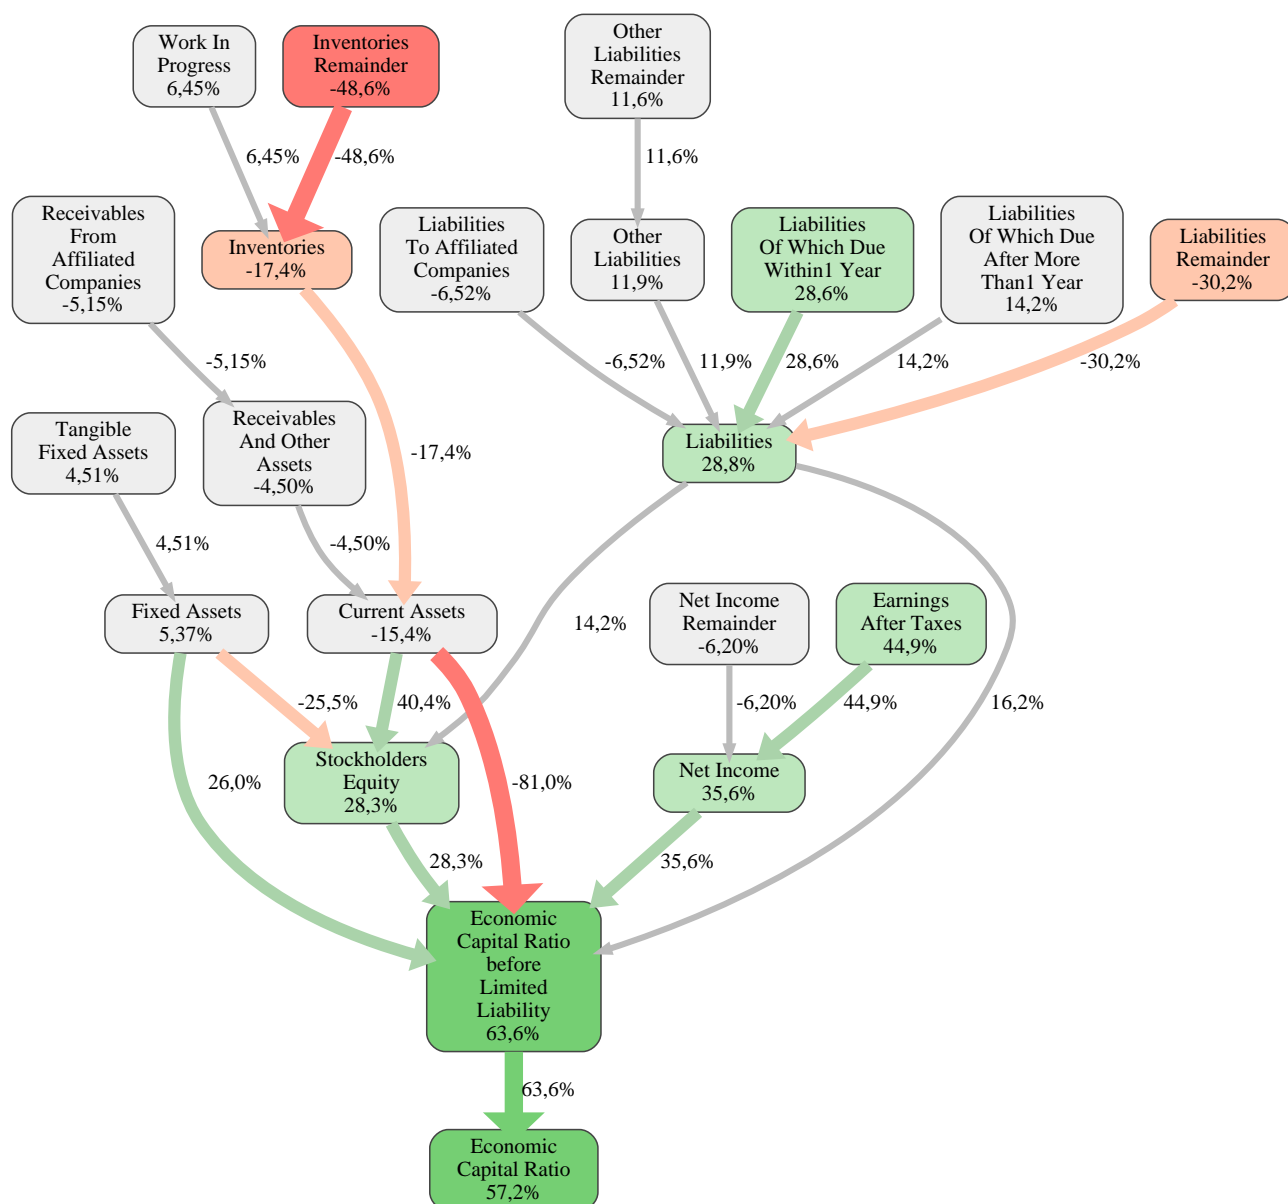 Work In
Progress
6,45%
Inventories
Remainder
-48,6%
Other
Liabilities
Remainder
11,6%
6,45%
-48,6%
11,6%
Receivables
From
Affiliated
Companies
-5,15%
Inventories
-17,4%
Liabilities
To Affiliated
Companies
-6,52%
Other
Liabilities
11,9%
Liabilities
Of Which Due
Within1 Year
28,6%
Liabilities
Of Which Due
After More
Than1 Year
14,2%
Liabilities
Remainder
-30,2%
-5,15%
-6,52%
11,9%
28,6%
14,2%
-30,2%
Tangible
Fixed Assets
4,51%
Receivables
And Other
Assets
-4,50%
-17,4%
Liabilities
28,8%
4,51%
-4,50%
Fixed Assets
5,37%
Current Assets
-15,4%
14,2%
Net Income
Remainder
-6,20%
Earnings
After Taxes
44,9%
-25,5%
40,4%
-6,20%
44,9%
16,2%
26,0%
Stockholders
Equity
28,3%
-81,0%
Net Income
35,6%
28,3%
35,6%
Economic
Capital Ratio
before
Limited
Liability
63,6%
63,6%
Economic
Capital Ratio
57,2%